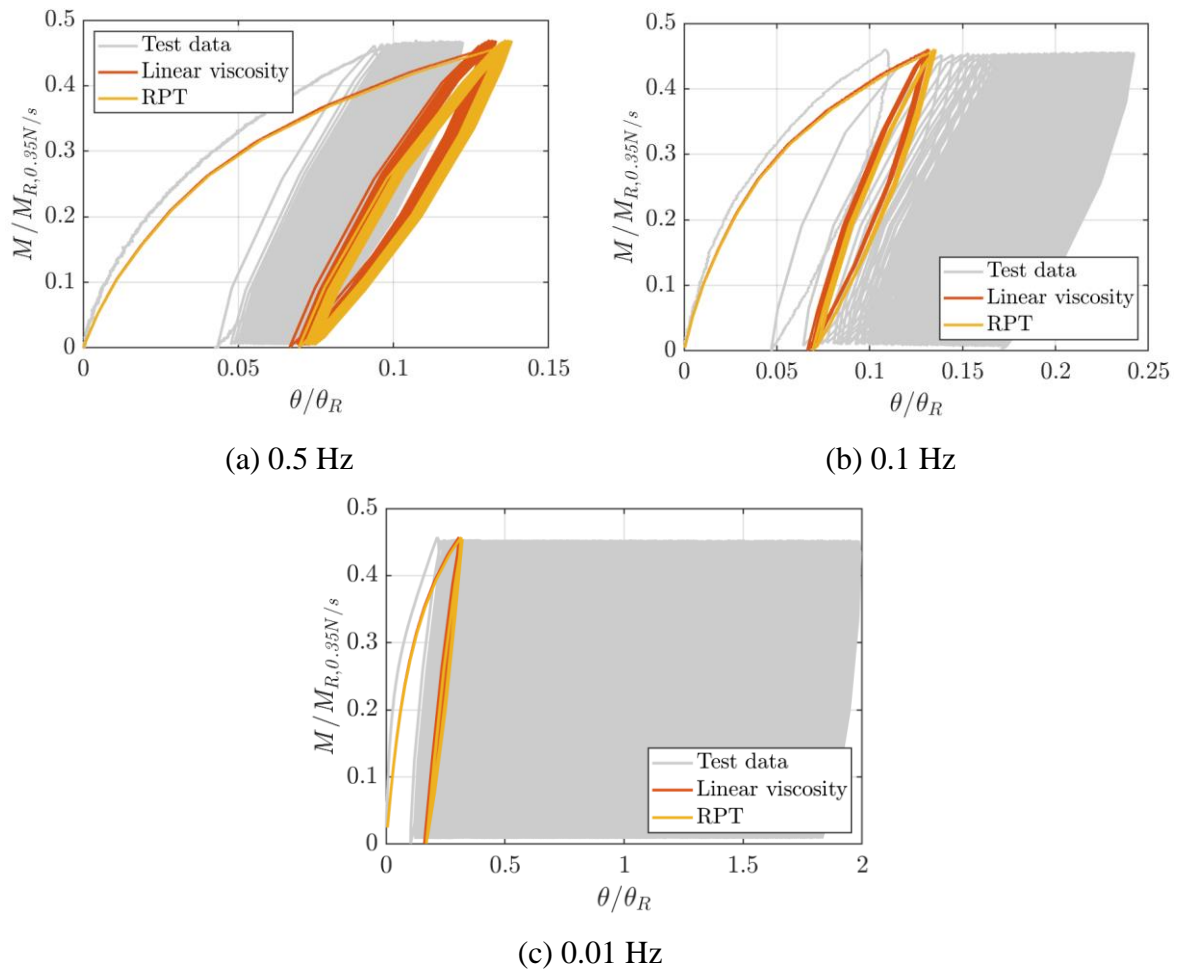 0.5
0.4
0.3
0.2
0.1
0
M/M_{R,0.35N/s}
Test data
Linear viscosity
RPT
0 0.05 0.1 0.15
θ/θ_R
(a) 0.5 Hz
0.5
0.4
0.3
0.2
0.1
0
M/M_{R,0.35N/s}
Test data
Linear viscosity
RPT
0 0.05 0.1 0.15 0.2 0.25
θ/θ_R
(b) 0.1 Hz
0.5
0.4
0.3
0.2
0.1
0
M/M_{R,0.35N/s}
Test data
Linear viscosity
RPT
0 0.5 1 1.5 2
θ/θ_R
(c) 0.01 Hz